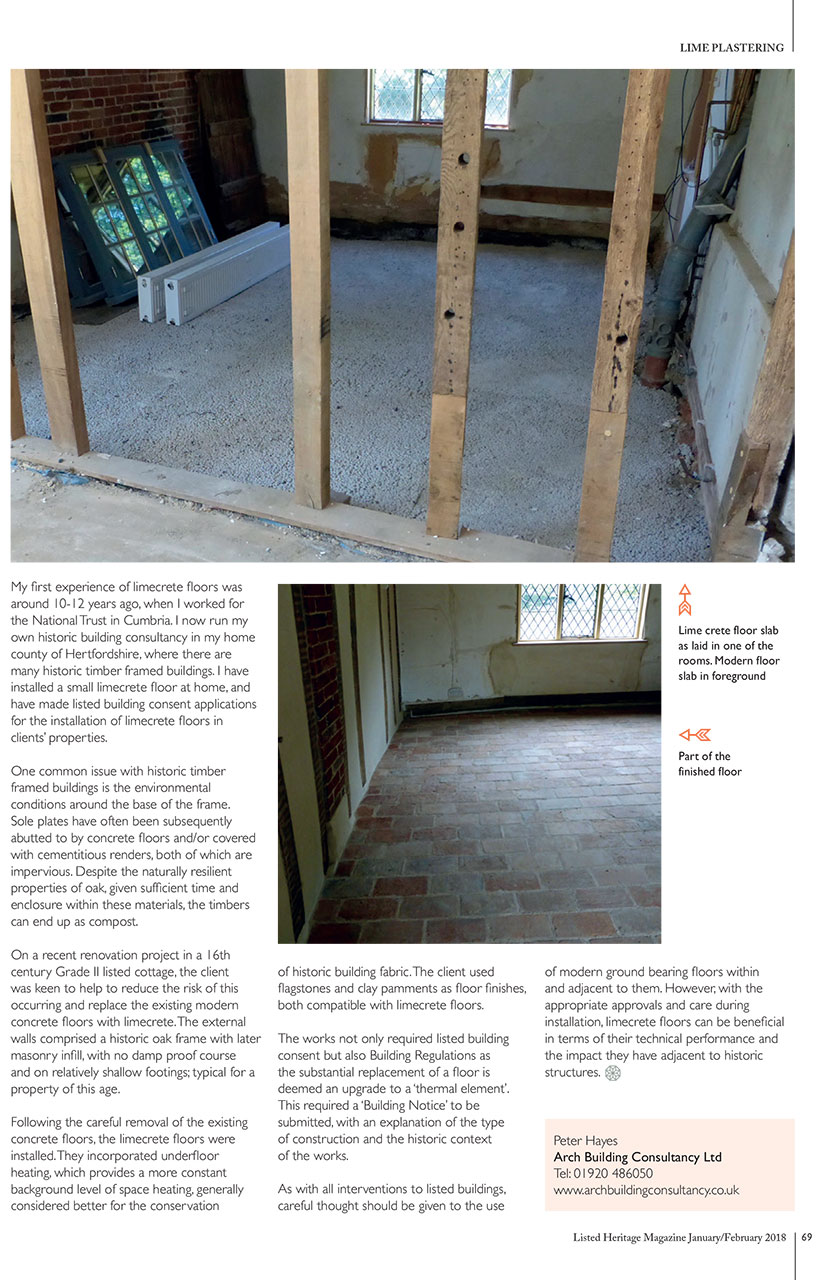 LIME PLASTERING
My first experience of limecrete floors was
around 10-12 years ago, when I worked for
the National Trust in Cumbria. I now run my
own historic building consultancy in my home
county of Hertfordshire, where there are
many historic timber framed buildings. I have
installed a small limecrete floor at home, and
have made listed building consent applications
for the installation of limecrete floors in
clients’ properties.
One common issue with historic timber
framed buildings is the environmental
conditions around the base of the frame.
Sole plates have often been subsequently
abutted to by concrete floors and/or covered
with cementitious renders, both of which are
impervious. Despite the naturally resilient
properties of oak, given sufficient time and
enclosure within these materials, the timbers
can end up as compost.
On a recent renovation project in a 16th
century Grade II listed cottage, the client
was keen to help to reduce the risk of this
occurring and replace the existing modern
concrete floors with limecrete. The external
walls comprised a historic oak frame with later
masonry infill, with no damp proof course
and on relatively shallow footings; typical for a
property of this age.
Following the careful removal of the existing
concrete floors, the limecrete floors were
installed. They incorporated underfloor
heating, which provides a more constant
background level of space heating, generally
considered better for the conservation
of historic building fabric. The client used
flagstones and clay pamments as floor finishes,
both compatible with limecrete floors.
The works not only required listed building
consent but also Building Regulations as
the substantial replacement of a floor is
deemed an upgrade to a ‘thermal element’.
This required a ‘Building Notice’ to be
submitted, with an explanation of the type
of construction and the historic context
of the works.
As with all interventions to listed buildings,
careful thought should be given to the use
of modern ground bearing floors within
and adjacent to them. However, with the
appropriate approvals and care during
installation, limecrete floors can be beneficial
in terms of their technical performance and
the impact they have adjacent to historic
structures.
Lime crete floor slab
as laid in one of the
rooms. Modern floor
slab in foreground
Part of the
finished floor
Peter Hayes
Arch Building Consultancy Ltd
Tel: 01920 486050
www.archbuildingconsultancy.co.uk
Listed Heritage Magazine January/February 2018 69